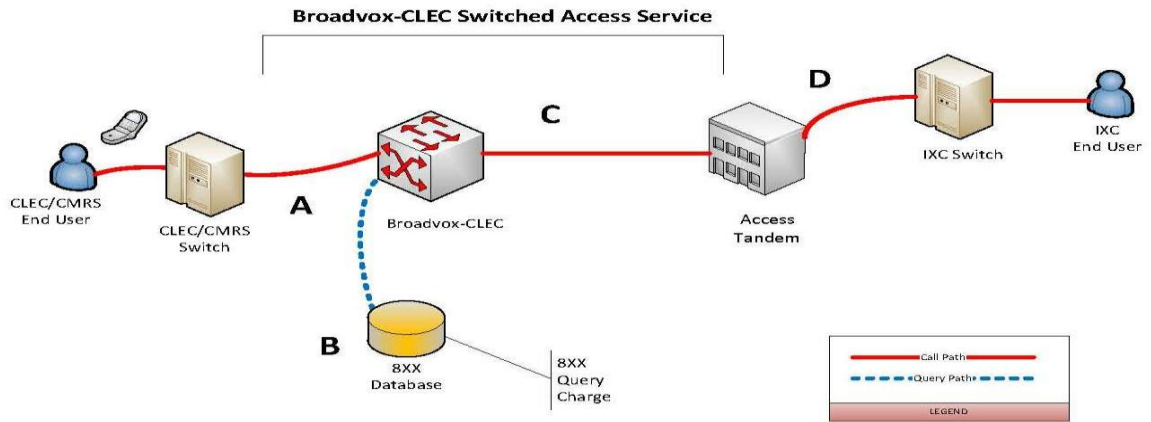 Broadvox-CLEC Switched Access Service
D
C
IXC
End User
IXC Switch
CLEC/CMRS
End User
A
CLEC/CMRS
Switch
Broadvox-CLEC
Access
Tandem
B
8XX
Database
8XX
Query
Charge
Call Path
Query Path
LEGEND